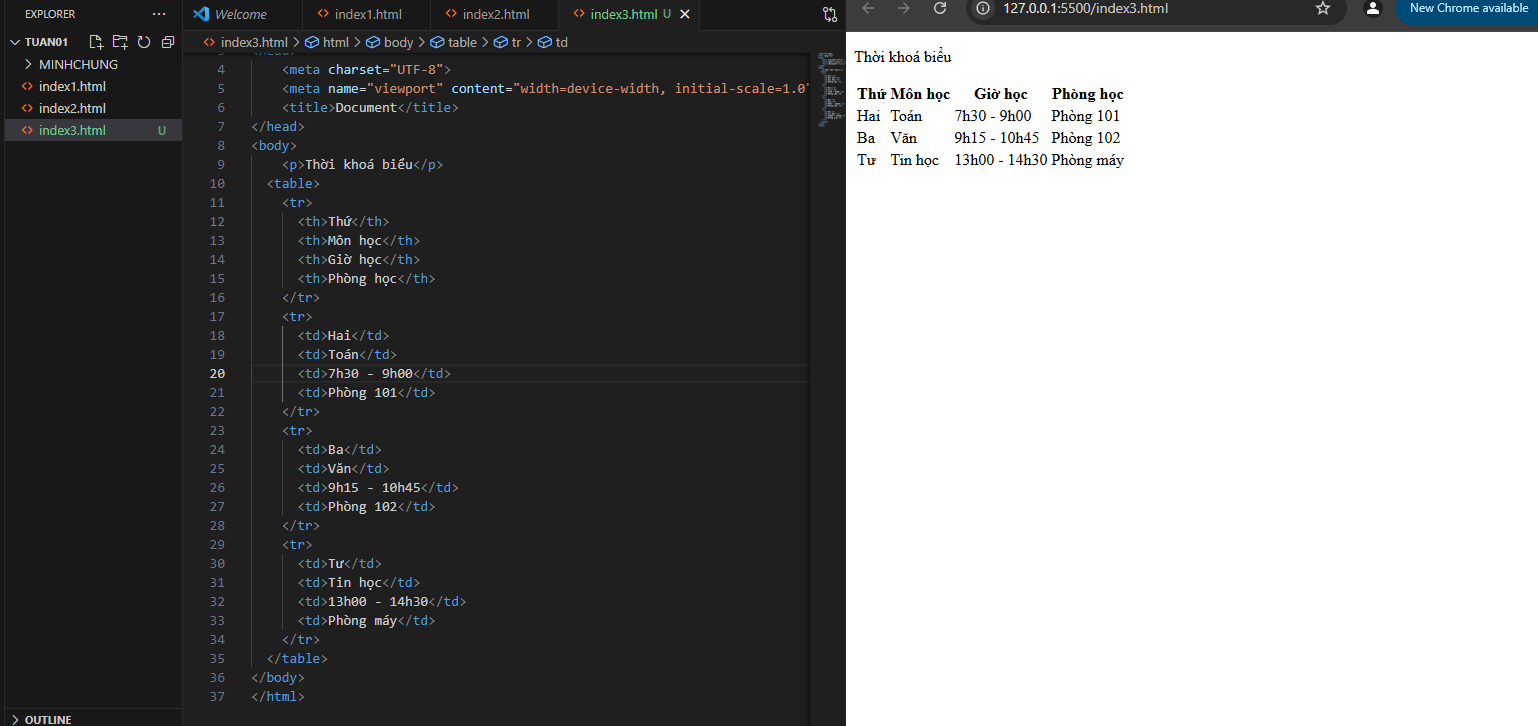 EXPLORER ···
TUAN01
MINHCHUNG
index1.html
index2.html
index3.html U
OUTLINE
Welcome index1.html index2.html index3.html U
index3.html > html > body > table > tr > td
4 <meta charset="UTF-8">
5 <meta name="viewport" content="width=device-width, initial-scale=1.0"
6 <title>Document</title>
7 </head>
8 <body>
9 <p>Thời khoá biểu</p>
10 <table>
11 <tr>
12 <th>Thứ</th>
13 <th>Môn học</th>
14 <th>Giờ học</th>
15 <th>Phòng học</th>
16 </tr>
17 <tr>
18 <td>Hai</td>
19 <td>Toán</td>
20 <td>7h30 - 9h00</td>
21 <td>Phòng 101</td>
22 </tr>
23 <tr>
24 <td>Ba</td>
25 <td>Văn</td>
26 <td>9h15 - 10h45</td>
27 <td>Phòng 102</td>
28 </tr>
29 <tr>
30 <td>Tư</td>
31 <td>Tin học</td>
32 <td>13h00 - 14h30</td>
33 <td>Phòng máy</td>
34 </tr>
35 </table>
36 </body>
37 </html>
127.0.0.1:5500/index3.html New Chrome available
Thời khoá biểu
Thứ Môn học Giờ học Phòng học
Hai Toán 7h30 - 9h00 Phòng 101
Ba Văn 9h15 - 10h45 Phòng 102
Tư Tin học 13h00 - 14h30 Phòng máy